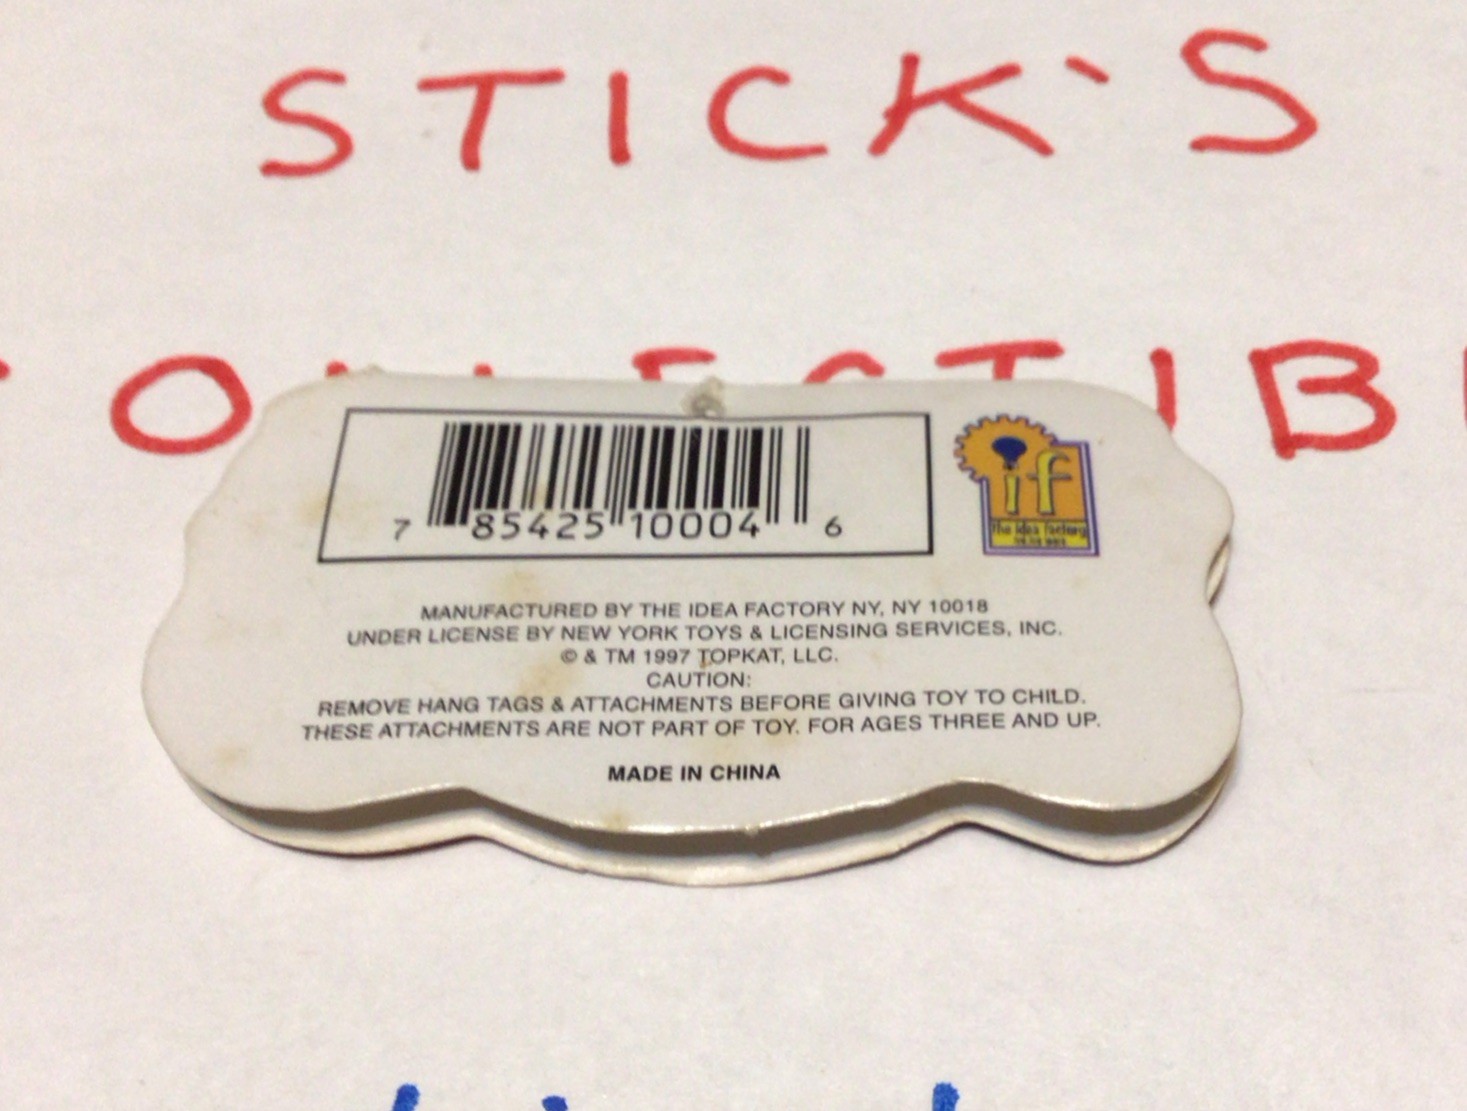 STICK'S
7 85425 10004 6
if
The Idea Factory
MANUFACTURED BY THE IDEA FACTORY NY, NY 10018
UNDER LICENSE BY NEW YORK TOYS & LICENSING SERVICES, INC.
© & TM 1997 TOPKAT, LLC.
CAUTION:
REMOVE HANG TAGS & ATTACHMENTS BEFORE GIVING TOY TO CHILD.
THESE ATTACHMENTS ARE NOT PART OF TOY. FOR AGES THREE AND UP.
MADE IN CHINA